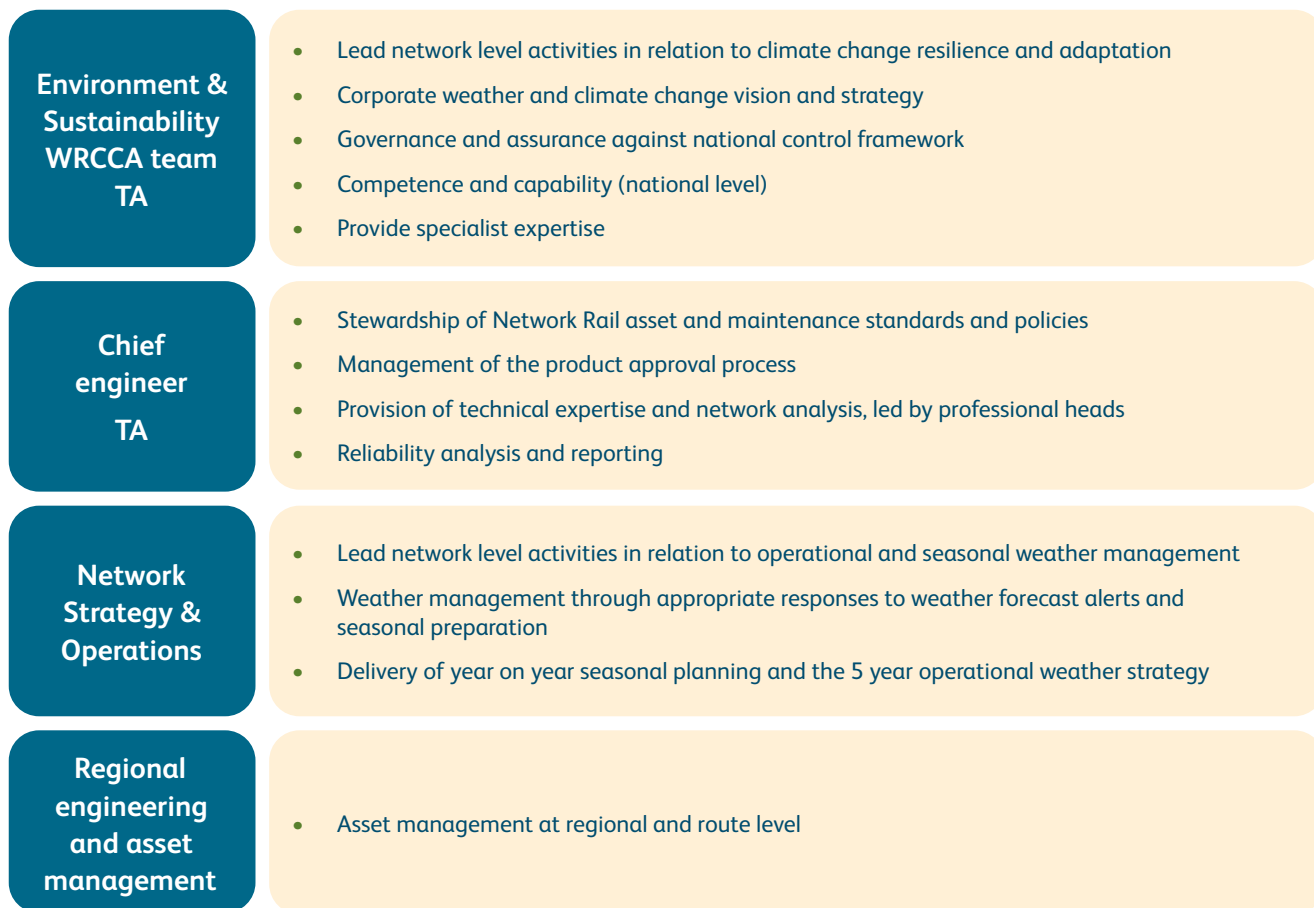 Environment &
Sustainability
WRCCA team
TA
• Lead network level activities in relation to climate change resilience and adaptation
• Corporate weather and climate change vision and strategy
• Governance and assurance against national control framework
• Competence and capability (national level)
• Provide specialist expertise
Chief
engineer
TA
• Stewardship of Network Rail asset and maintenance standards and policies
• Management of the product approval process
• Provision of technical expertise and network analysis, led by professional heads
• Reliability analysis and reporting
Network
Strategy &
Operations
• Lead network level activities in relation to operational and seasonal weather management
• Weather management through appropriate responses to weather forecast alerts and
seasonal preparation
• Delivery of year on year seasonal planning and the 5 year operational weather strategy
Regional
engineering
and asset
management
• Asset management at regional and route level